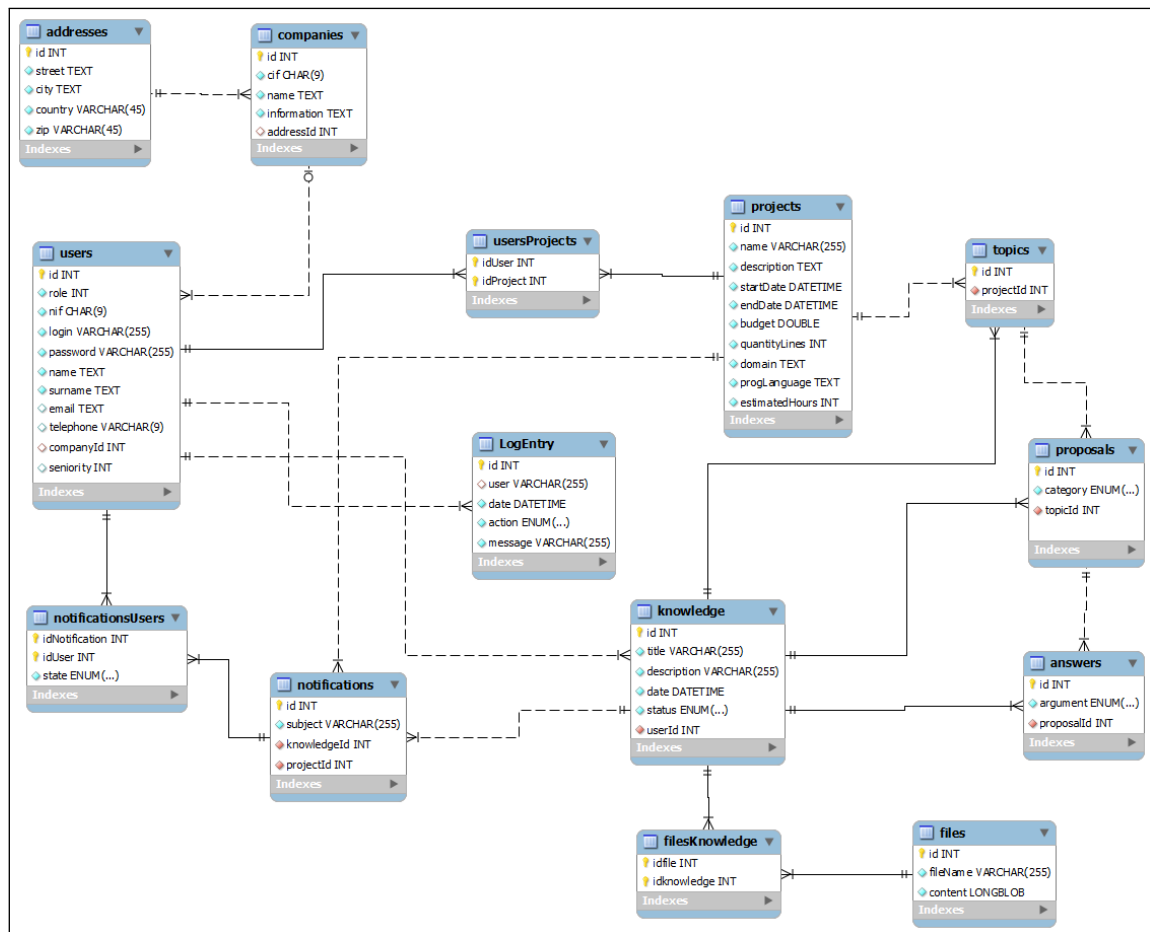 addresses
id INT
street TEXT
city TEXT
country VARCHAR(45)
zip VARCHAR(45)
Indexes
companies
id INT
cif CHAR(9)
name TEXT
information TEXT
addressId INT
Indexes
users
id INT
role INT
nif CHAR(9)
login VARCHAR(255)
password VARCHAR(255)
name TEXT
surname TEXT
email TEXT
telephone VARCHAR(9)
companyId INT
seniority INT
Indexes
usersProjects
idUser INT
idProject INT
Indexes
projects
id INT
name VARCHAR(255)
description TEXT
startDate DATETIME
endDate DATETIME
budget DOUBLE
quantityLines INT
domain TEXT
progLanguage TEXT
estimatedHours INT
Indexes
topics
id INT
projectId INT
Indexes
LogEntry
id INT
user VARCHAR(255)
date DATETIME
action ENUM(...)
message VARCHAR(255)
Indexes
proposals
id INT
category ENUM(...)
topicId INT
Indexes
notificationsUsers
idNotification INT
idUser INT
state ENUM(...)
Indexes
notifications
id INT
subject VARCHAR(255)
knowledgeId INT
projectId INT
Indexes
knowledge
id INT
title VARCHAR(255)
description VARCHAR(255)
date DATETIME
status ENUM(...)
userId INT
Indexes
answers
id INT
argument ENUM(...)
proposalId INT
Indexes
filesKnowledge
idfile INT
idknowledge INT
Indexes
files
id INT
fileName VARCHAR(255)
content LONGBLOB
Indexes